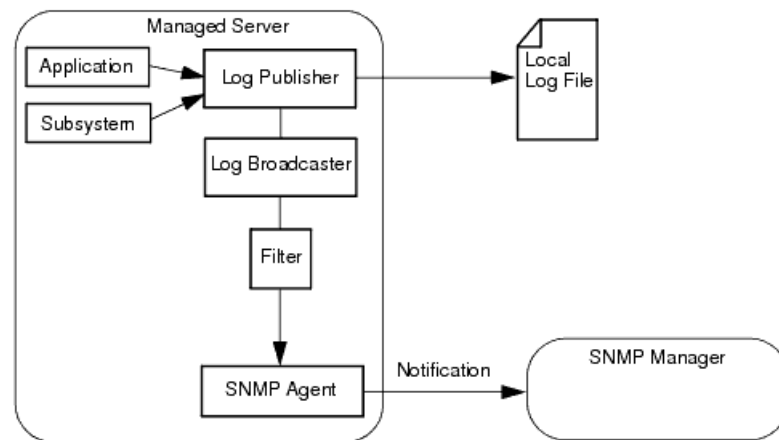 Managed Server
Application
Log Publisher
Local
Log File
Subsystem
Log Broadcaster
Filter
SNMP Agent
Notification
SNMP Manager